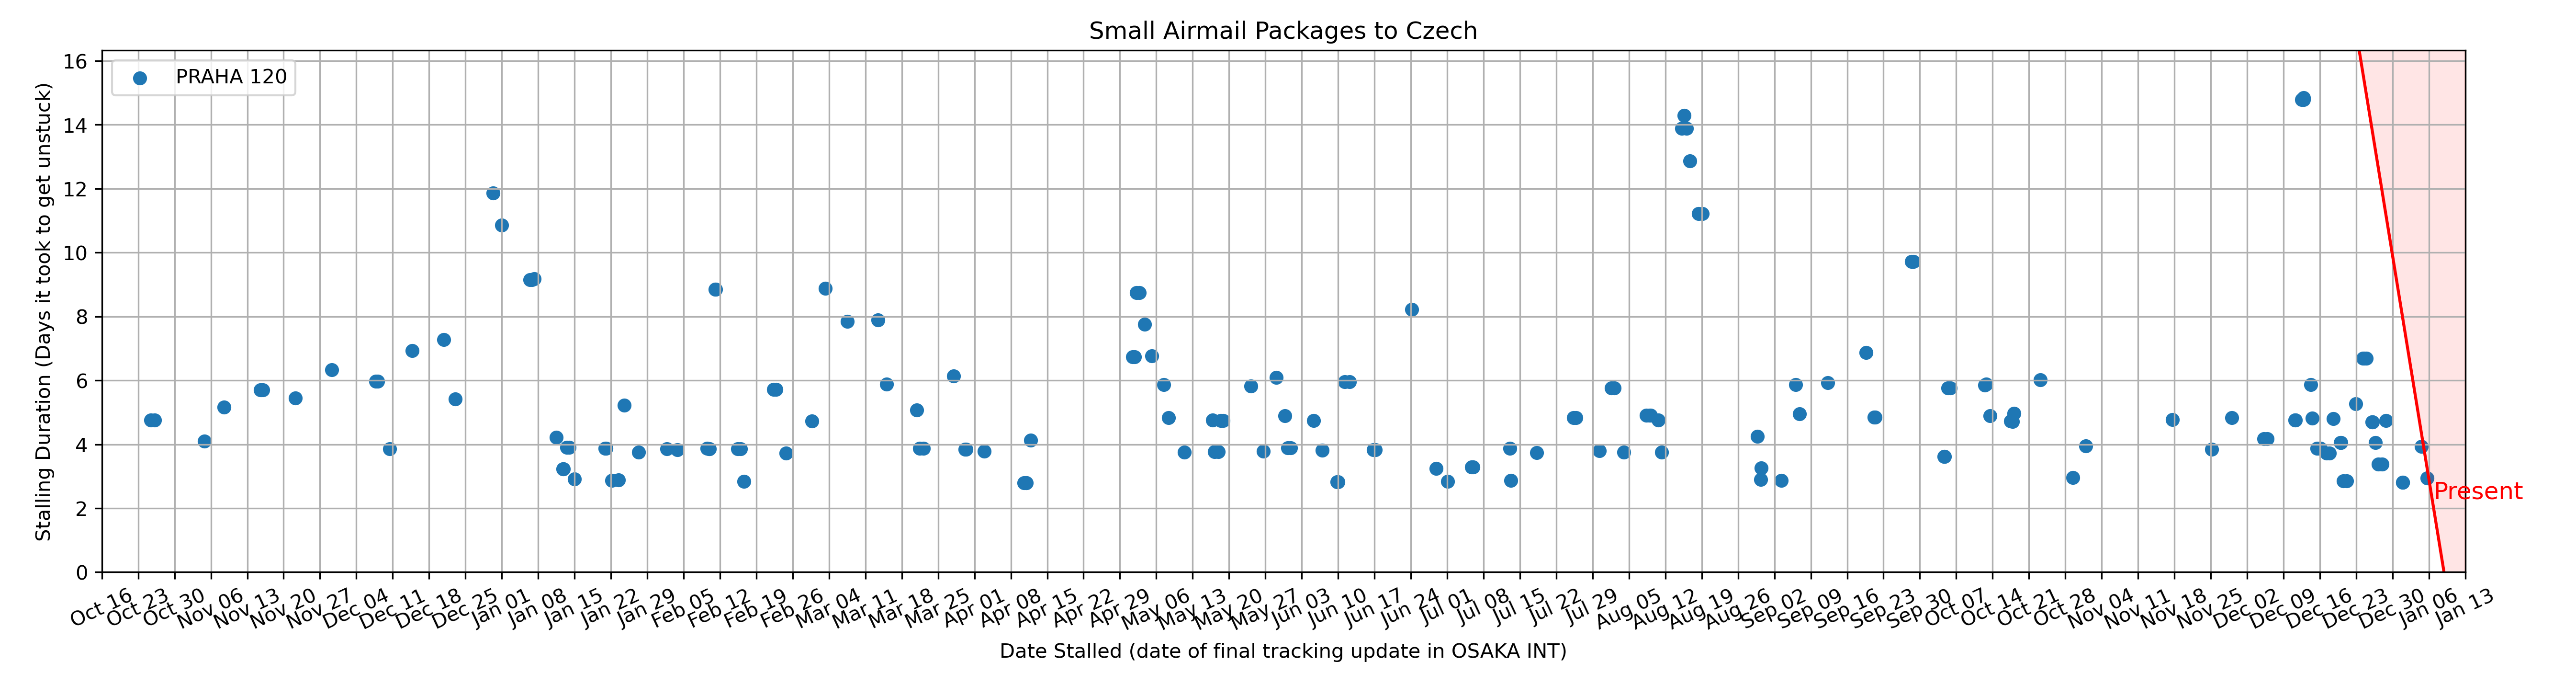 Small Airmail Packages to Czech
PRAHA 120
Stalling Duration (Days it took to get unstuck)
16
14
12
10
8
6
4
2
0
Present
Oct 16 Oct 23 Oct 30 Nov 06 Nov 13 Nov 20 Nov 27 Dec 04 Dec 11 Dec 18 Dec 25 Jan 01 Jan 08 Jan 15 Jan 22 Jan 29 Feb 05 Feb 12 Feb 19 Feb 26 Mar 04 Mar 11 Mar 18 Mar 25 Apr 01 Apr 08 Apr 15 Apr 22 Apr 29 May 06 May 13 May 20 May 27 Jun 03 Jun 10 Jun 17 Jun 24 Jul 01 Jul 08 Jul 15 Jul 22 Jul 29 Aug 05 Aug 12 Aug 19 Aug 26 Sep 02 Sep 09 Sep 16 Sep 23 Sep 30 Oct 07 Oct 14 Oct 21 Oct 28 Nov 04 Nov 11 Nov 18 Nov 25 Dec 02 Dec 09 Dec 16 Dec 23 Dec 30 Jan 06 Jan 13
Date Stalled (date of final tracking update in OSAKA INT)